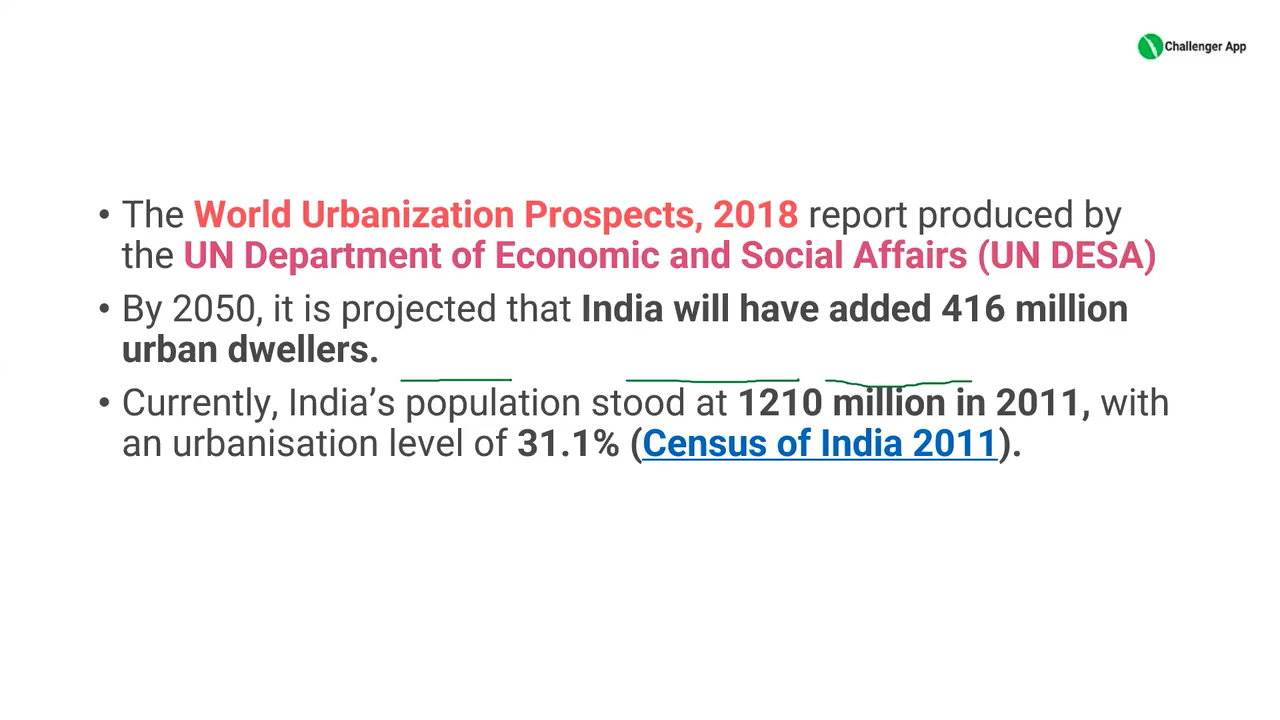 Challenger App
• The World Urbanization Prospects, 2018 report produced by
the UN Department of Economic and Social Affairs (UN DESA)
• By 2050, it is projected that India will have added 416 million
urban dwellers.
• Currently, India’s population stood at 1210 million in 2011, with
an urbanisation level of 31.1% (Census of India 2011).